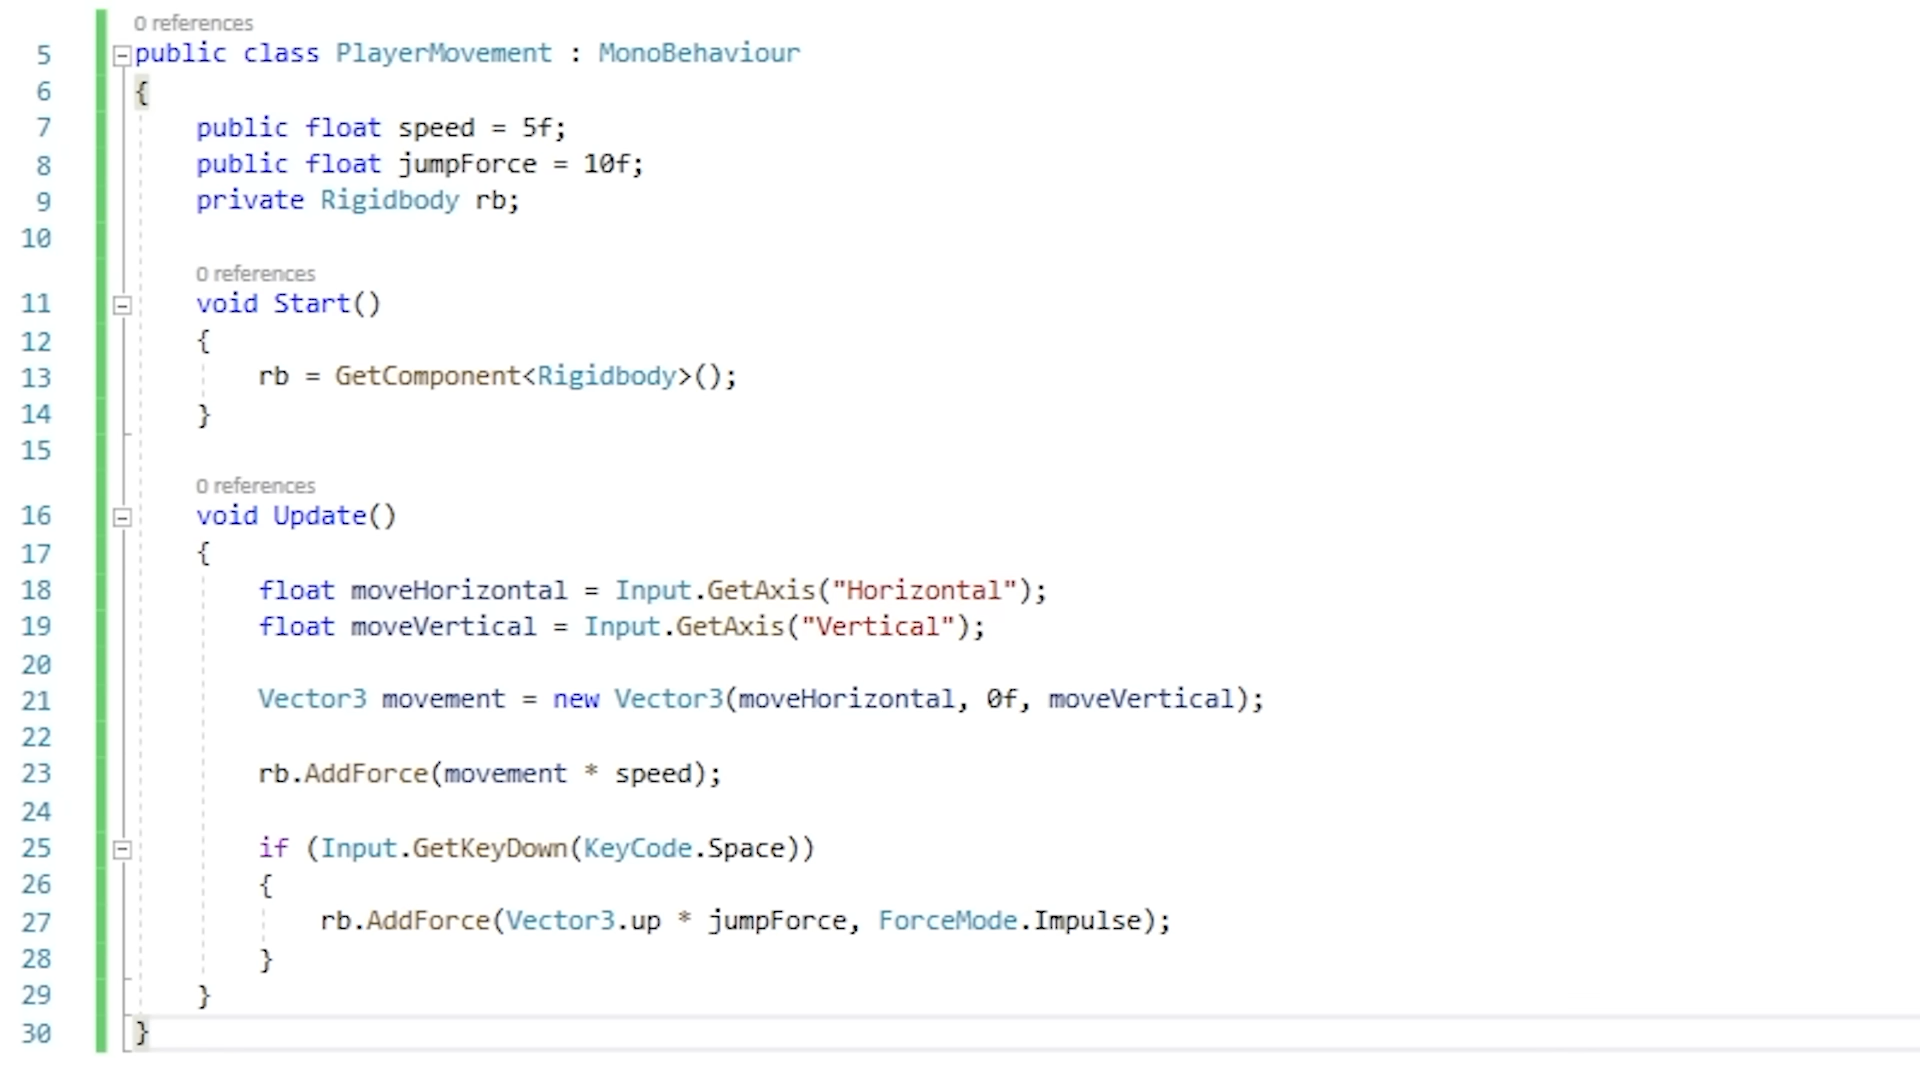 0 references
5 public class PlayerMovement : MonoBehaviour
6 {
7 public float speed = 5f;
8 public float jumpForce = 10f;
9 private Rigidbody rb;
10
0 references
11 void Start()
12 {
13 rb = GetComponent<Rigidbody>();
14 }
15
0 references
16 void Update()
17 {
18 float moveHorizontal = Input.GetAxis("Horizontal");
19 float moveVertical = Input.GetAxis("Vertical");
20
21 Vector3 movement = new Vector3(moveHorizontal, 0f, moveVertical);
22
23 rb.AddForce(movement * speed);
24
25 if (Input.GetKeyDown(KeyCode.Space))
26 {
27 rb.AddForce(Vector3.up * jumpForce, ForceMode.Impulse);
28 }
29 }
30 }